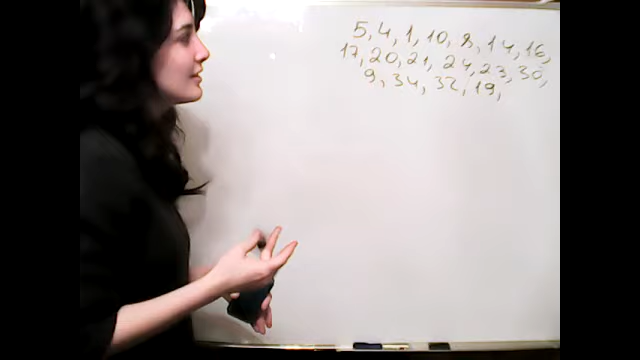 5, 4, 1, 10, 8, 14, 16,
17, 20, 21, 24, 23, 30,
9, 34, 32, 19,